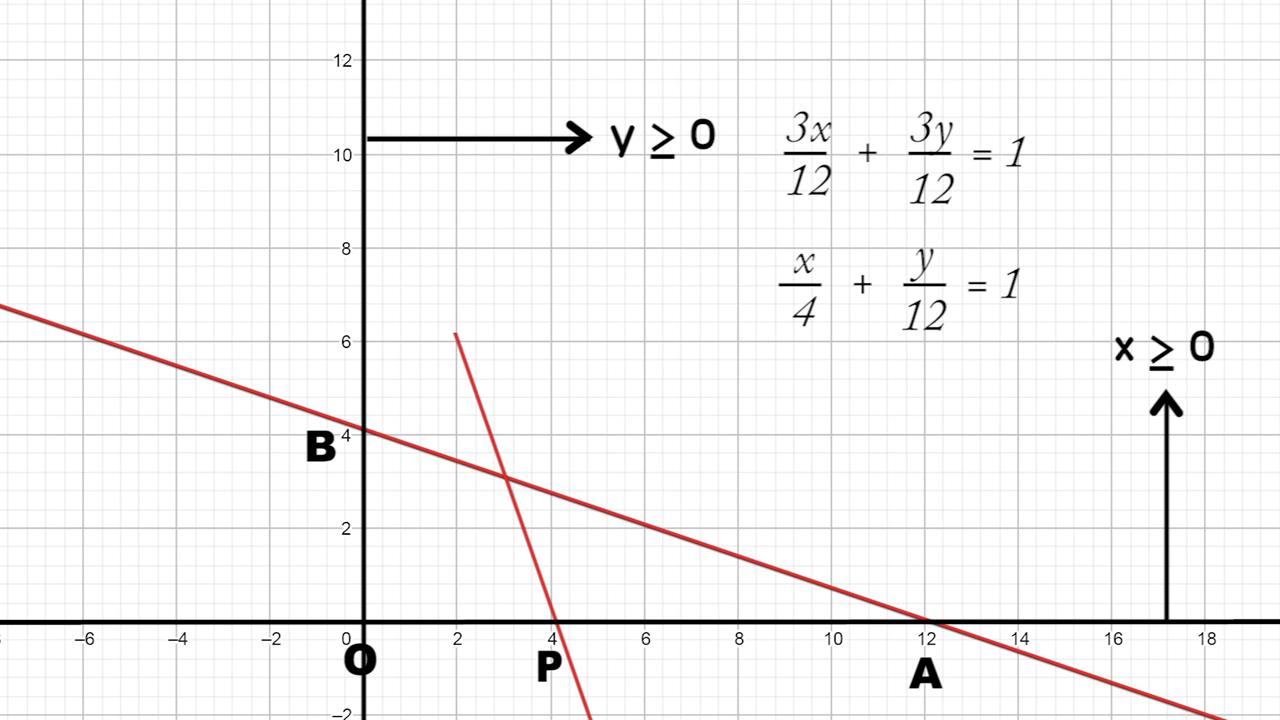 12
y ≥ 0
3x/12 + 3y/12 = 1
10
8
x/4 + y/12 = 1
6
x ≥ 0
B
4
2
–6 –4 –2 0 2 4 6 8 10 12 14 16 18
O P A
–2